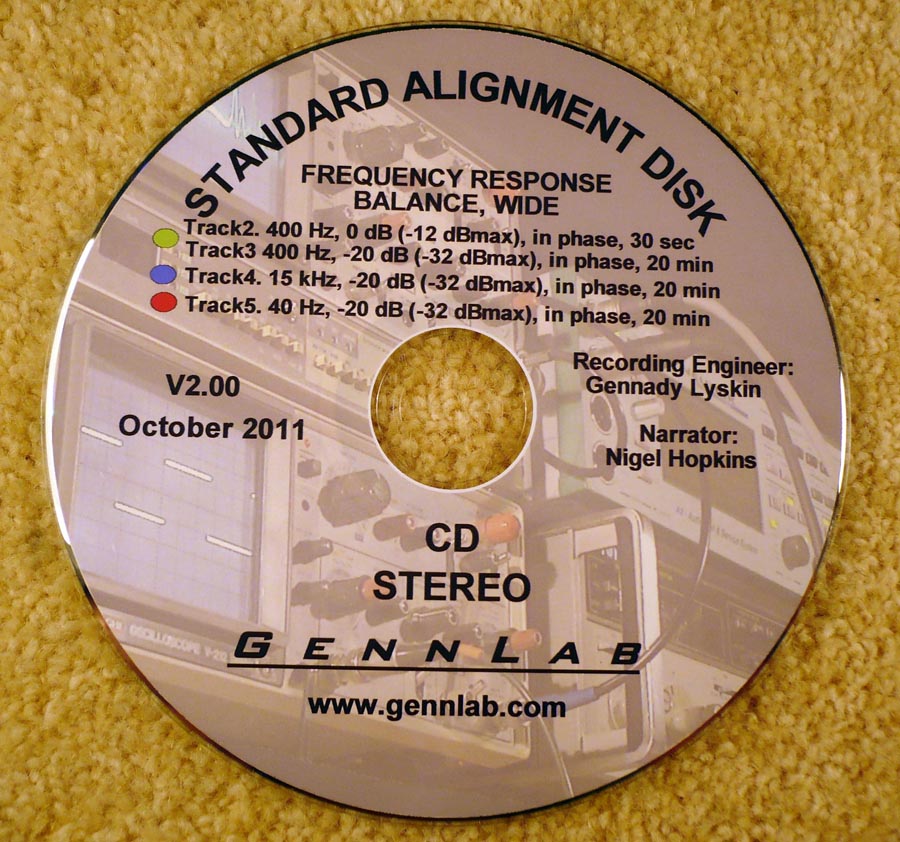 STANDARD ALIGNMENT DISK
FREQUENCY RESPONSE
BALANCE, WIDE
Track2. 400 Hz, 0 dB (-12 dBmax), in phase, 30 sec
Track3 400 Hz, -20 dB (-32 dBmax), in phase, 20 min
Track4. 15 kHz, -20 dB (-32 dBmax), in phase, 20 min
Track5. 40 Hz, -20 dB (-32 dBmax), in phase, 20 min
Recording Engineer:
Gennady Lyskin
V2.00
October 2011
Narrator:
Nigel Hopkins
CD
STEREO
OSCILLOSCOPE
GENNLAB
www.gennlab.com